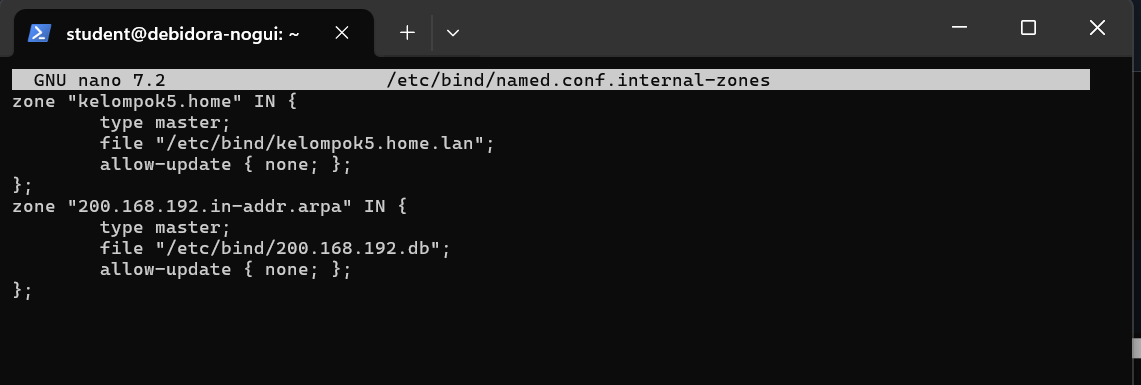 student@debidora-nogui: ~
GNU nano 7.2 /etc/bind/named.conf.internal-zones
zone "kelompok5.home" IN {
        type master;
        file "/etc/bind/kelompok5.home.lan";
        allow-update { none; };
};
zone "200.168.192.in-addr.arpa" IN {
        type master;
        file "/etc/bind/200.168.192.db";
        allow-update { none; };
};